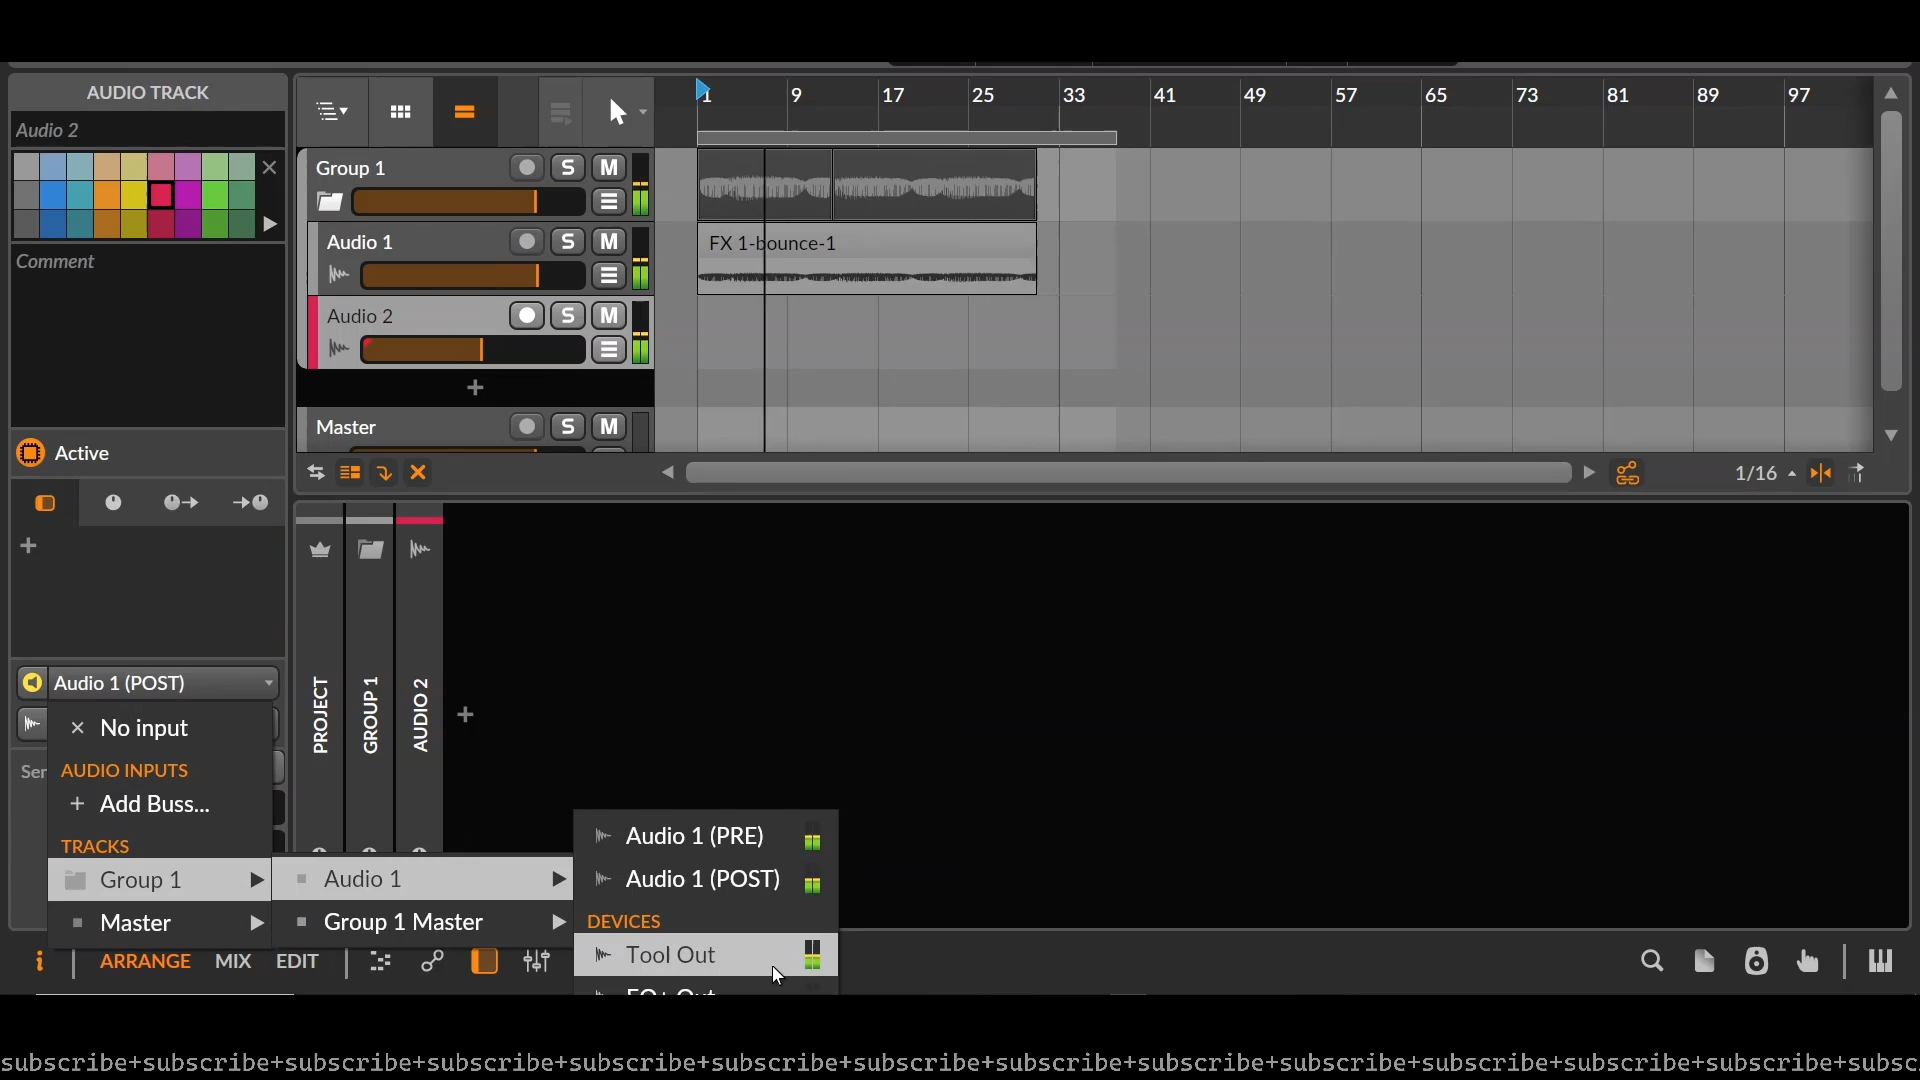 AUDIO TRACK
Audio 2
Comment
Active
Audio 1 (POST)
No input
AUDIO INPUTS
Add Buss...
TRACKS
Group 1
Master
Ser
Audio 1
Group 1 Master
Audio 1 (PRE)
Audio 1 (POST)
DEVICES
Tool Out
1 9 17 25 33 41 49 57 65 73 81 89 97
Group 1 S M
Audio 1 S M
FX 1-bounce-1
Audio 2 S M
Master S M
1/16
PROJECT
GROUP 1
AUDIO 2
ARRANGE MIX EDIT
subscribe+subscribe+subscribe+subscribe+subscribe+subscribe+subscribe+subscribe+subscribe+subscribe+subscribe+subscribe+subscribe+subsc